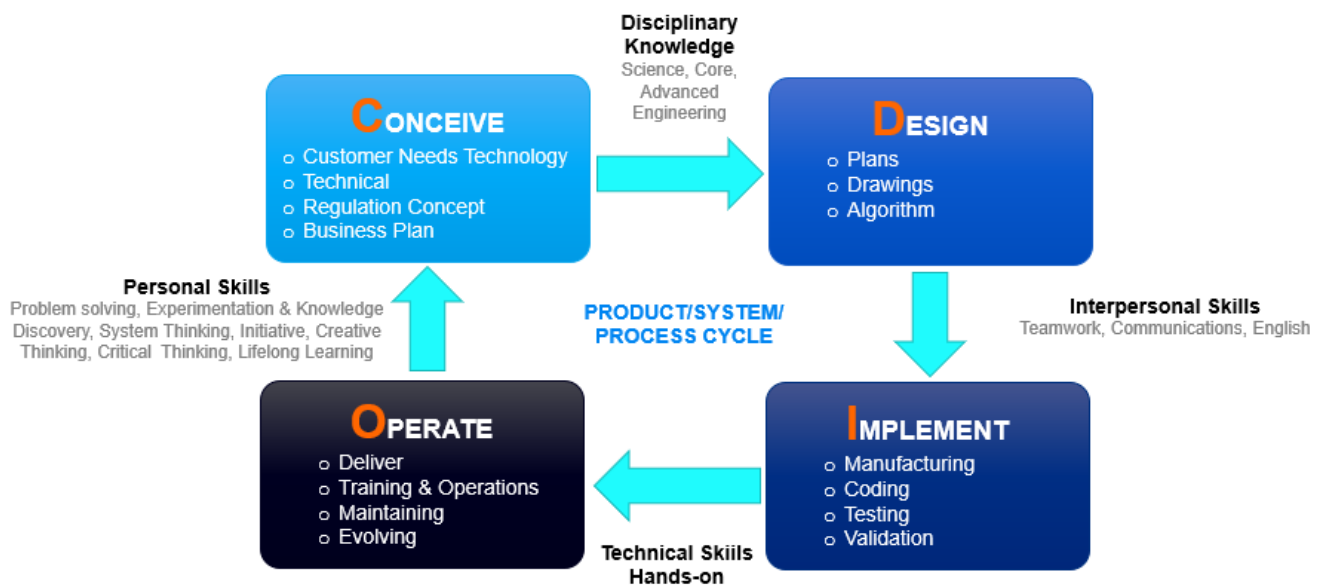 Disciplinary
Knowledge
Science, Core,
Advanced
Engineering
CONCEIVE
o Customer Needs Technology
o Technical
o Regulation Concept
o Business Plan
DESIGN
o Plans
o Drawings
o Algorithm
Personal Skills
Problem solving, Experimentation & Knowledge
Discovery, System Thinking, Initiative, Creative
Thinking, Critical Thinking, Lifelong Learning
PRODUCT/SYSTEM/
PROCESS CYCLE
Interpersonal Skills
Teamwork, Communications, English
OPERATE
o Deliver
o Training & Operations
o Maintaining
o Evolving
IMPLEMENT
o Manufacturing
o Coding
o Testing
o Validation
Technical Skiils
Hands-on